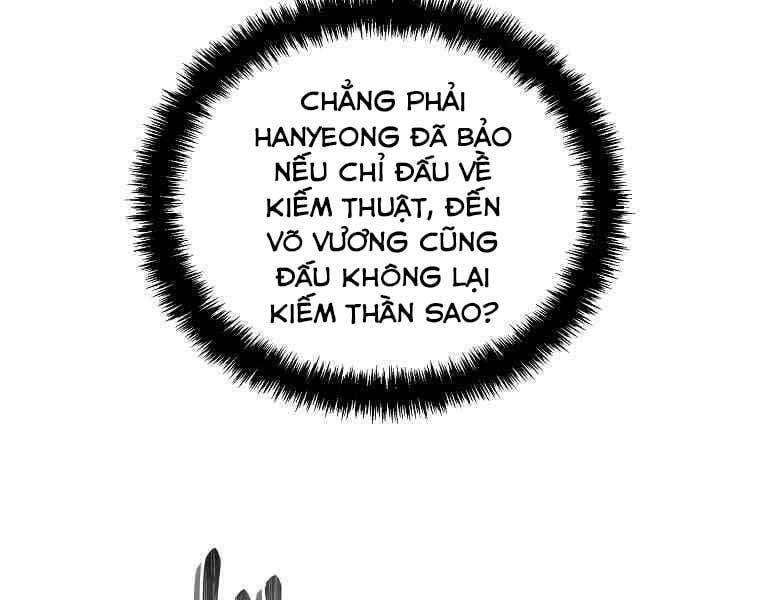 CHẲNG PHẢI
HANYEONG ĐÃ BẢO
NẾU CHỈ ĐẤU VỀ
KIẾM THUẬT, ĐẾN
VÕ VƯƠNG CŨNG
ĐẤU KHÔNG LẠI
KIẾM THẦN SAO?